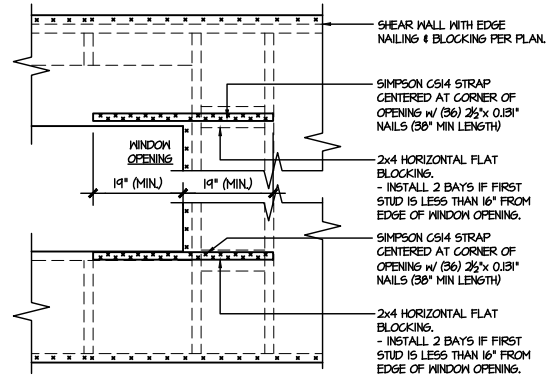 SHEAR WALL WITH EDGE
NAILING & BLOCKING PER PLAN.
SIMPSON CS14 STRAP
CENTERED AT CORNER OF
OPENING W/ (36) 2½"x 0.131"
NAILS (38" MIN LENGTH)
WINDOW
OPENING
2x4 HORIZONTAL FLAT
BLOCKING.
- INSTALL 2 BAYS IF FIRST
STUD IS LESS THAN 16" FROM
EDGE OF WINDOW OPENING.
19" (MIN.)
19" (MIN.)
SIMPSON CS14 STRAP
CENTERED AT CORNER OF
OPENING W/ (36) 2½"x 0.131"
NAILS (38" MIN LENGTH)
2x4 HORIZONTAL FLAT
BLOCKING.
- INSTALL 2 BAYS IF FIRST
STUD IS LESS THAN 16" FROM
EDGE OF WINDOW OPENING.